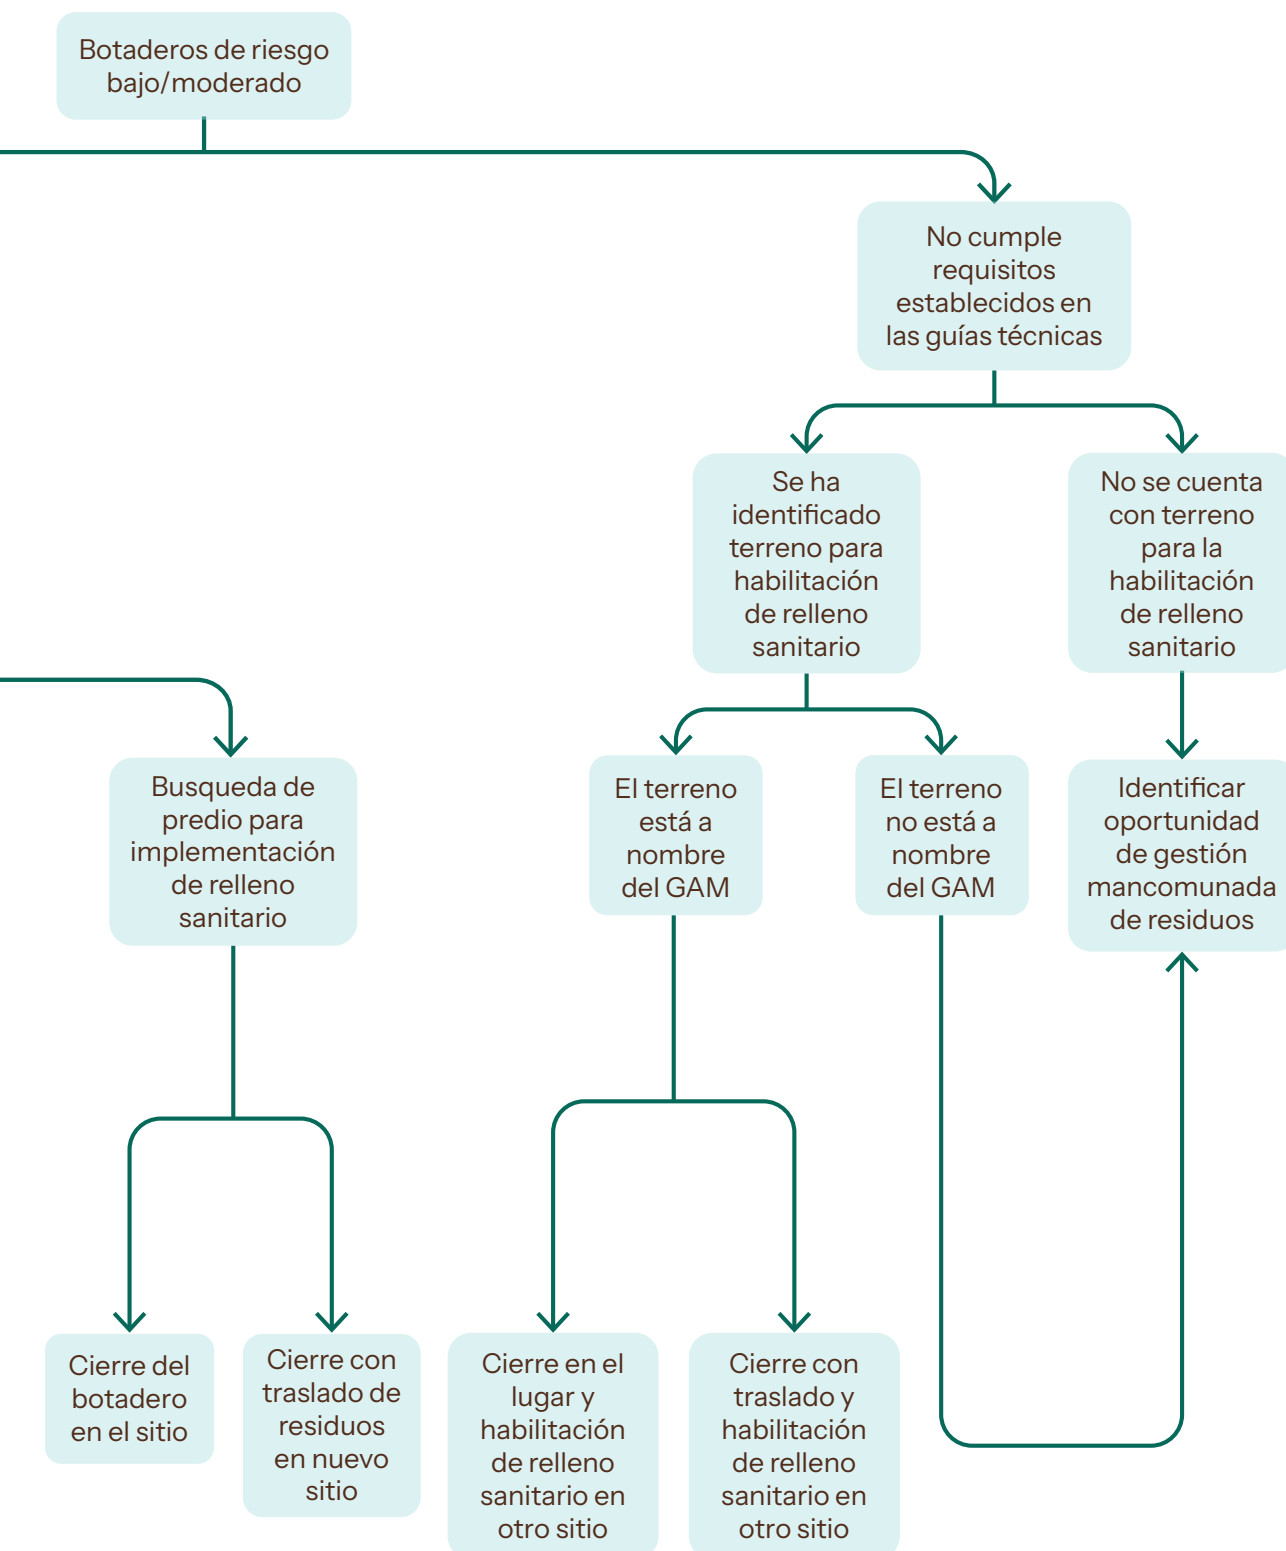 Botaderos de riesgo
bajo/moderado
No cumple
requisitos
establecidos en
las guías técnicas
Se ha
identificado
terreno para
habilitación
de relleno
sanitario
No se cuenta
con terreno
para la
habilitación
de relleno
sanitario
Busqueda de
predio para
implementación
de relleno
sanitario
El terreno
está a
nombre
del GAM
El terreno
no está a
nombre
del GAM
Identificar
oportunidad
de gestión
mancomunada
de residuos
Cierre del
botadero
en el sitio
Cierre con
traslado de
residuos
en nuevo
sitio
Cierre en el
lugar y
habilitación
de relleno
sanitario en
otro sitio
Cierre con
traslado y
habilitación
de relleno
sanitario en
otro sitio